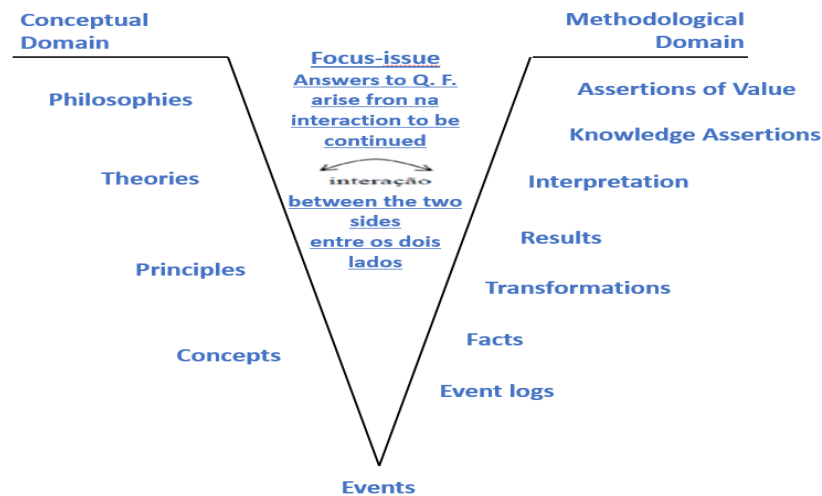 Conceptual
Domain
Philosophies
Theories
Principles
Concepts
Focus-issue
Answers to Q. F.
arise fron na
interaction to be
continued
interação
between the two
sides
entre os dois
lados
Methodological
Domain
Assertions of Value
Knowledge Assertions
Interpretation
Results
Transformations
Facts
Event logs
Events